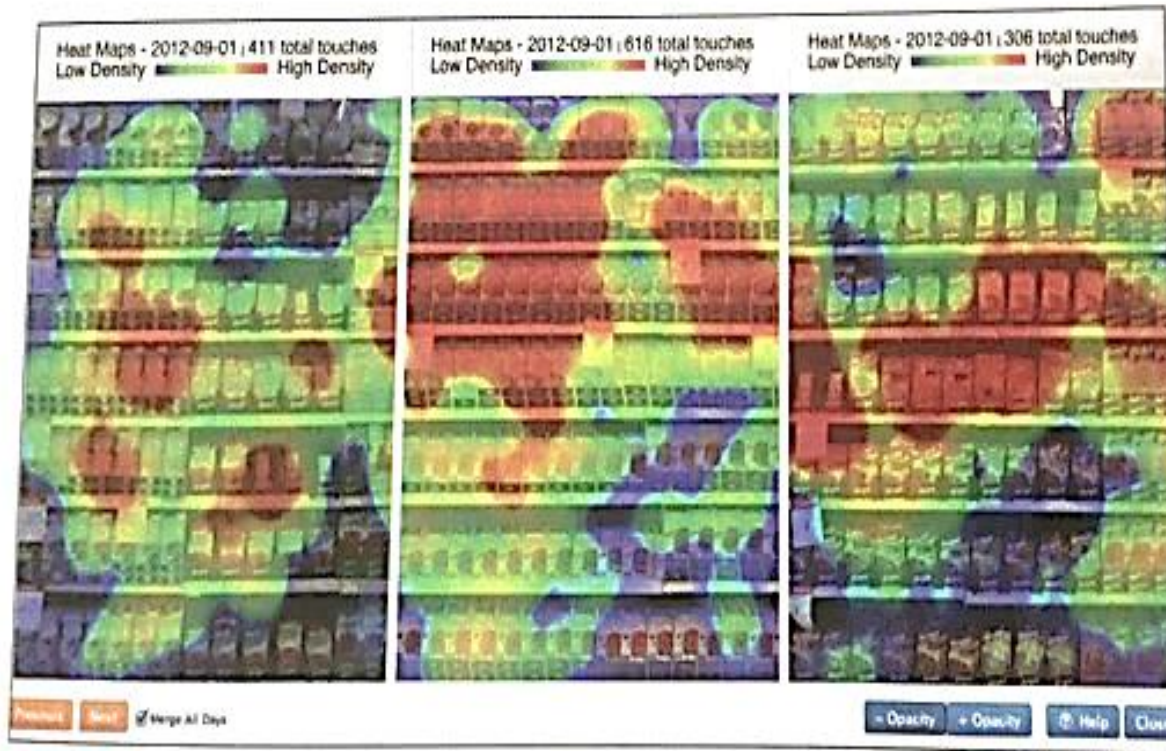 Heat Maps - 2012-09-01 | 411 total touches
Low Density High Density
Heat Maps - 2012-09-01 | 616 total touches
Low Density High Density
Heat Maps - 2012-09-01 | 306 total touches
Low Density High Density
Previous Next Merge All Days
- Opacity + Opacity Help Close